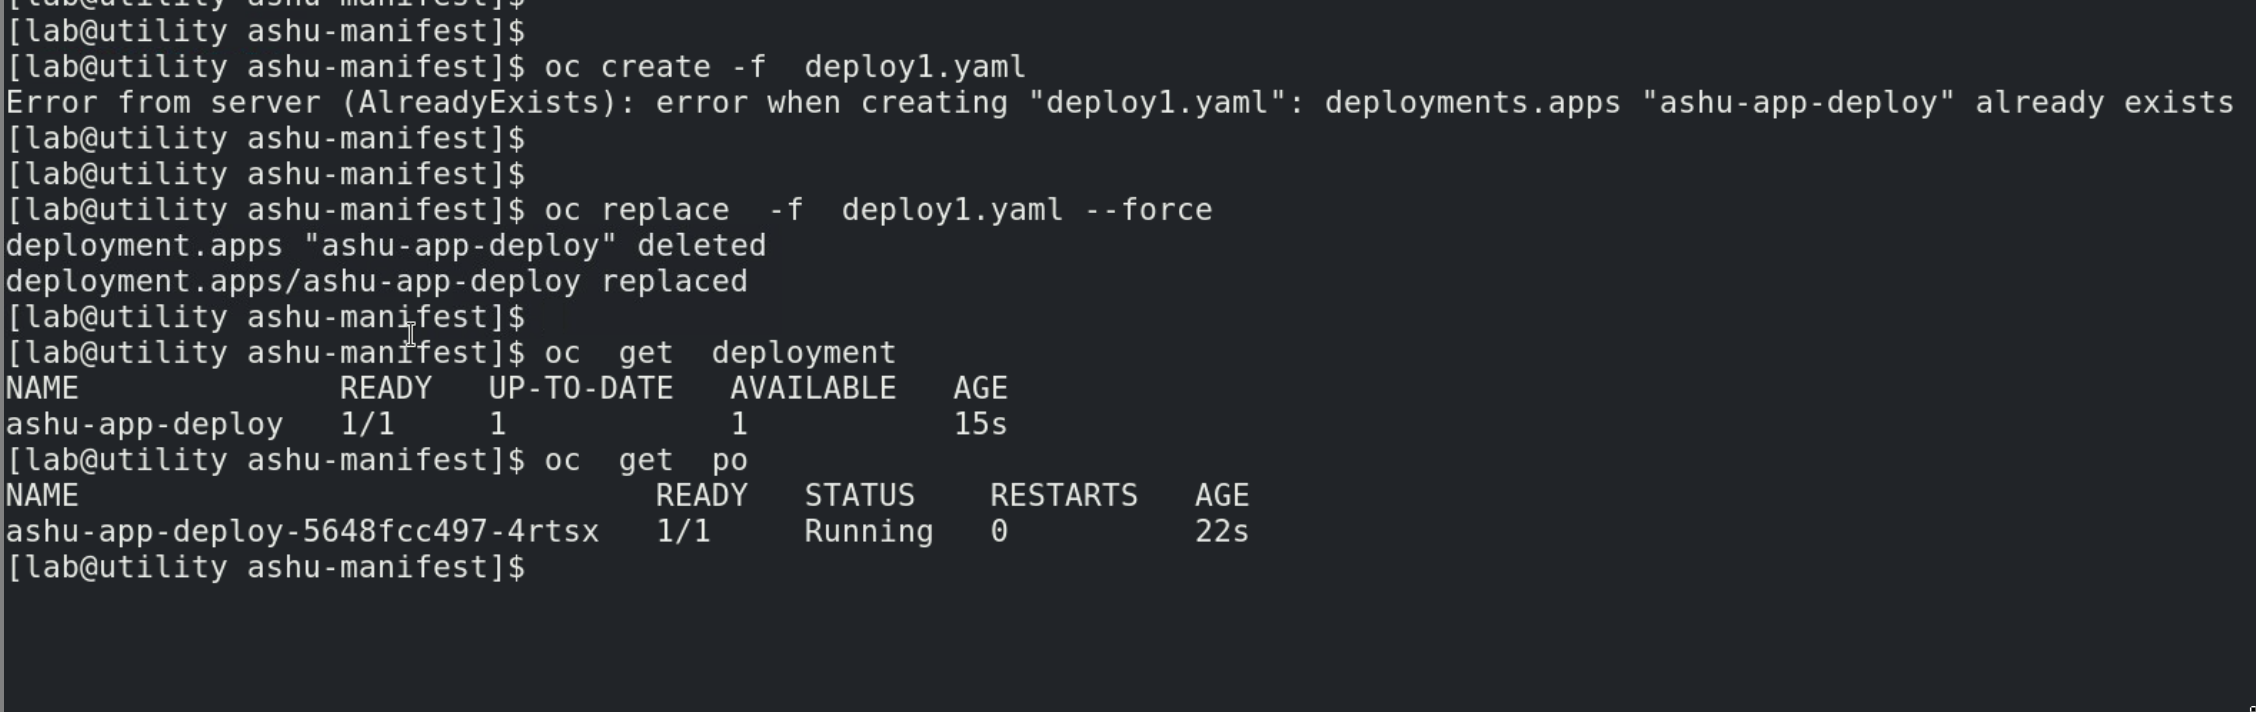 [lab@utility ashu-manifest]$
[lab@utility ashu-manifest]$
[lab@utility ashu-manifest]$ oc create -f  deploy1.yaml
Error from server (AlreadyExists): error when creating "deploy1.yaml": deployments.apps "ashu-app-deploy" already exists
[lab@utility ashu-manifest]$
[lab@utility ashu-manifest]$
[lab@utility ashu-manifest]$ oc replace  -f  deploy1.yaml --force
deployment.apps "ashu-app-deploy" deleted
deployment.apps/ashu-app-deploy replaced
[lab@utility ashu-manifest]$
[lab@utility ashu-manifest]$ oc  get  deployment
NAME              READY   UP-TO-DATE   AVAILABLE   AGE
ashu-app-deploy   1/1     1            1           15s
[lab@utility ashu-manifest]$ oc  get  po
NAME                               READY   STATUS    RESTARTS   AGE
ashu-app-deploy-5648fcc497-4rtsx   1/1     Running   0          22s
[lab@utility ashu-manifest]$